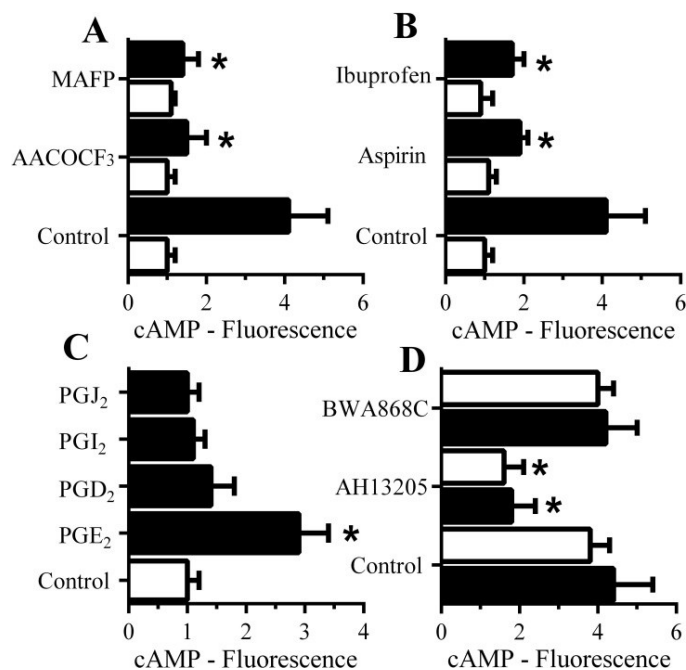 A
MAFP
*
AACOCF₃
*
Control
0 2 4 6
cAMP - Fluorescence
B
Ibuprofen
*
Aspirin
*
Control
0 2 4 6
cAMP - Fluorescence
C
PGJ₂
PGI₂
PGD₂
PGE₂
*
Control
0 1 2 3 4
cAMP - Fluorescence
D
BWA868C
*
AH13205
*
Control
0 2 4 6
cAMP - Fluorescence